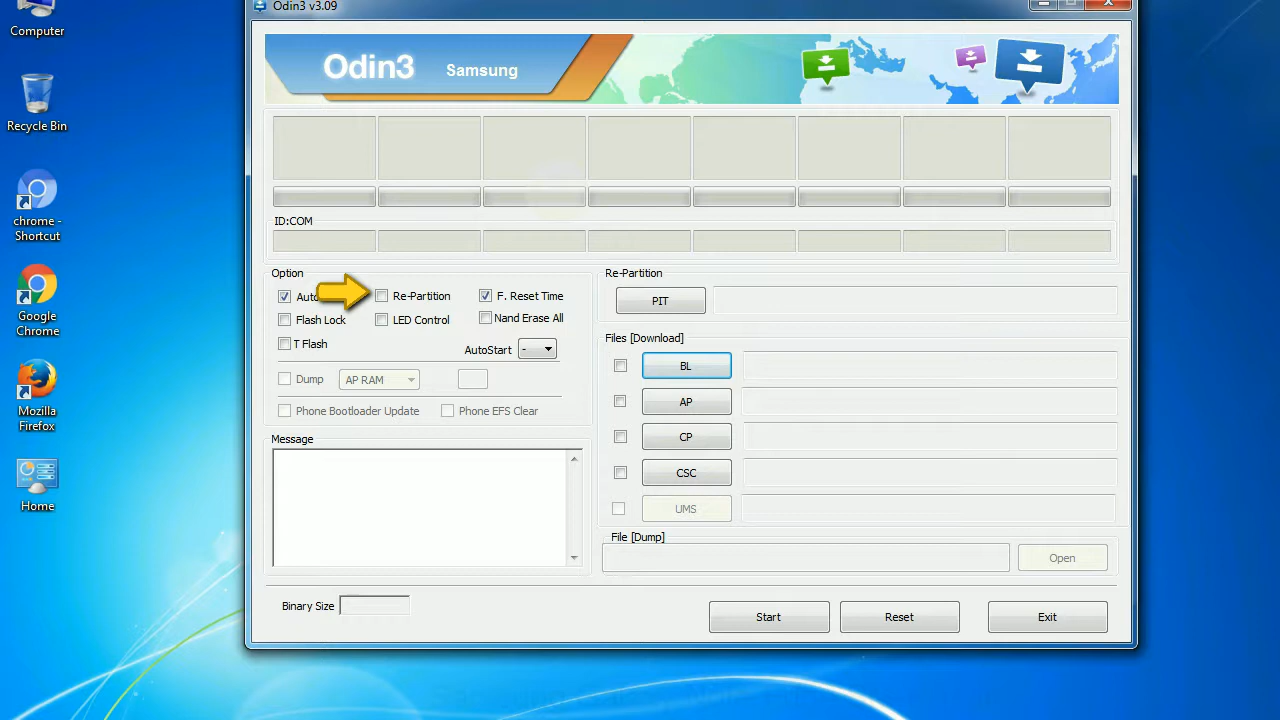 Odin3 v3.09
Computer
Odin3 Samsung
Recycle Bin
chrome - Shortcut
ID:COM
Option
Re-Partition
Re-Partition
F. Reset Time
PIT
Google Chrome
Flash Lock
LED Control
Nand Erase All
T Flash
AutoStart -
Files [Download]
BL
Dump
AP RAM
AP
Mozilla Firefox
Phone Bootloader Update
Phone EFS Clear
CP
Message
CSC
Home
UMS
File [Dump]
Open
Binary Size
Start
Reset
Exit